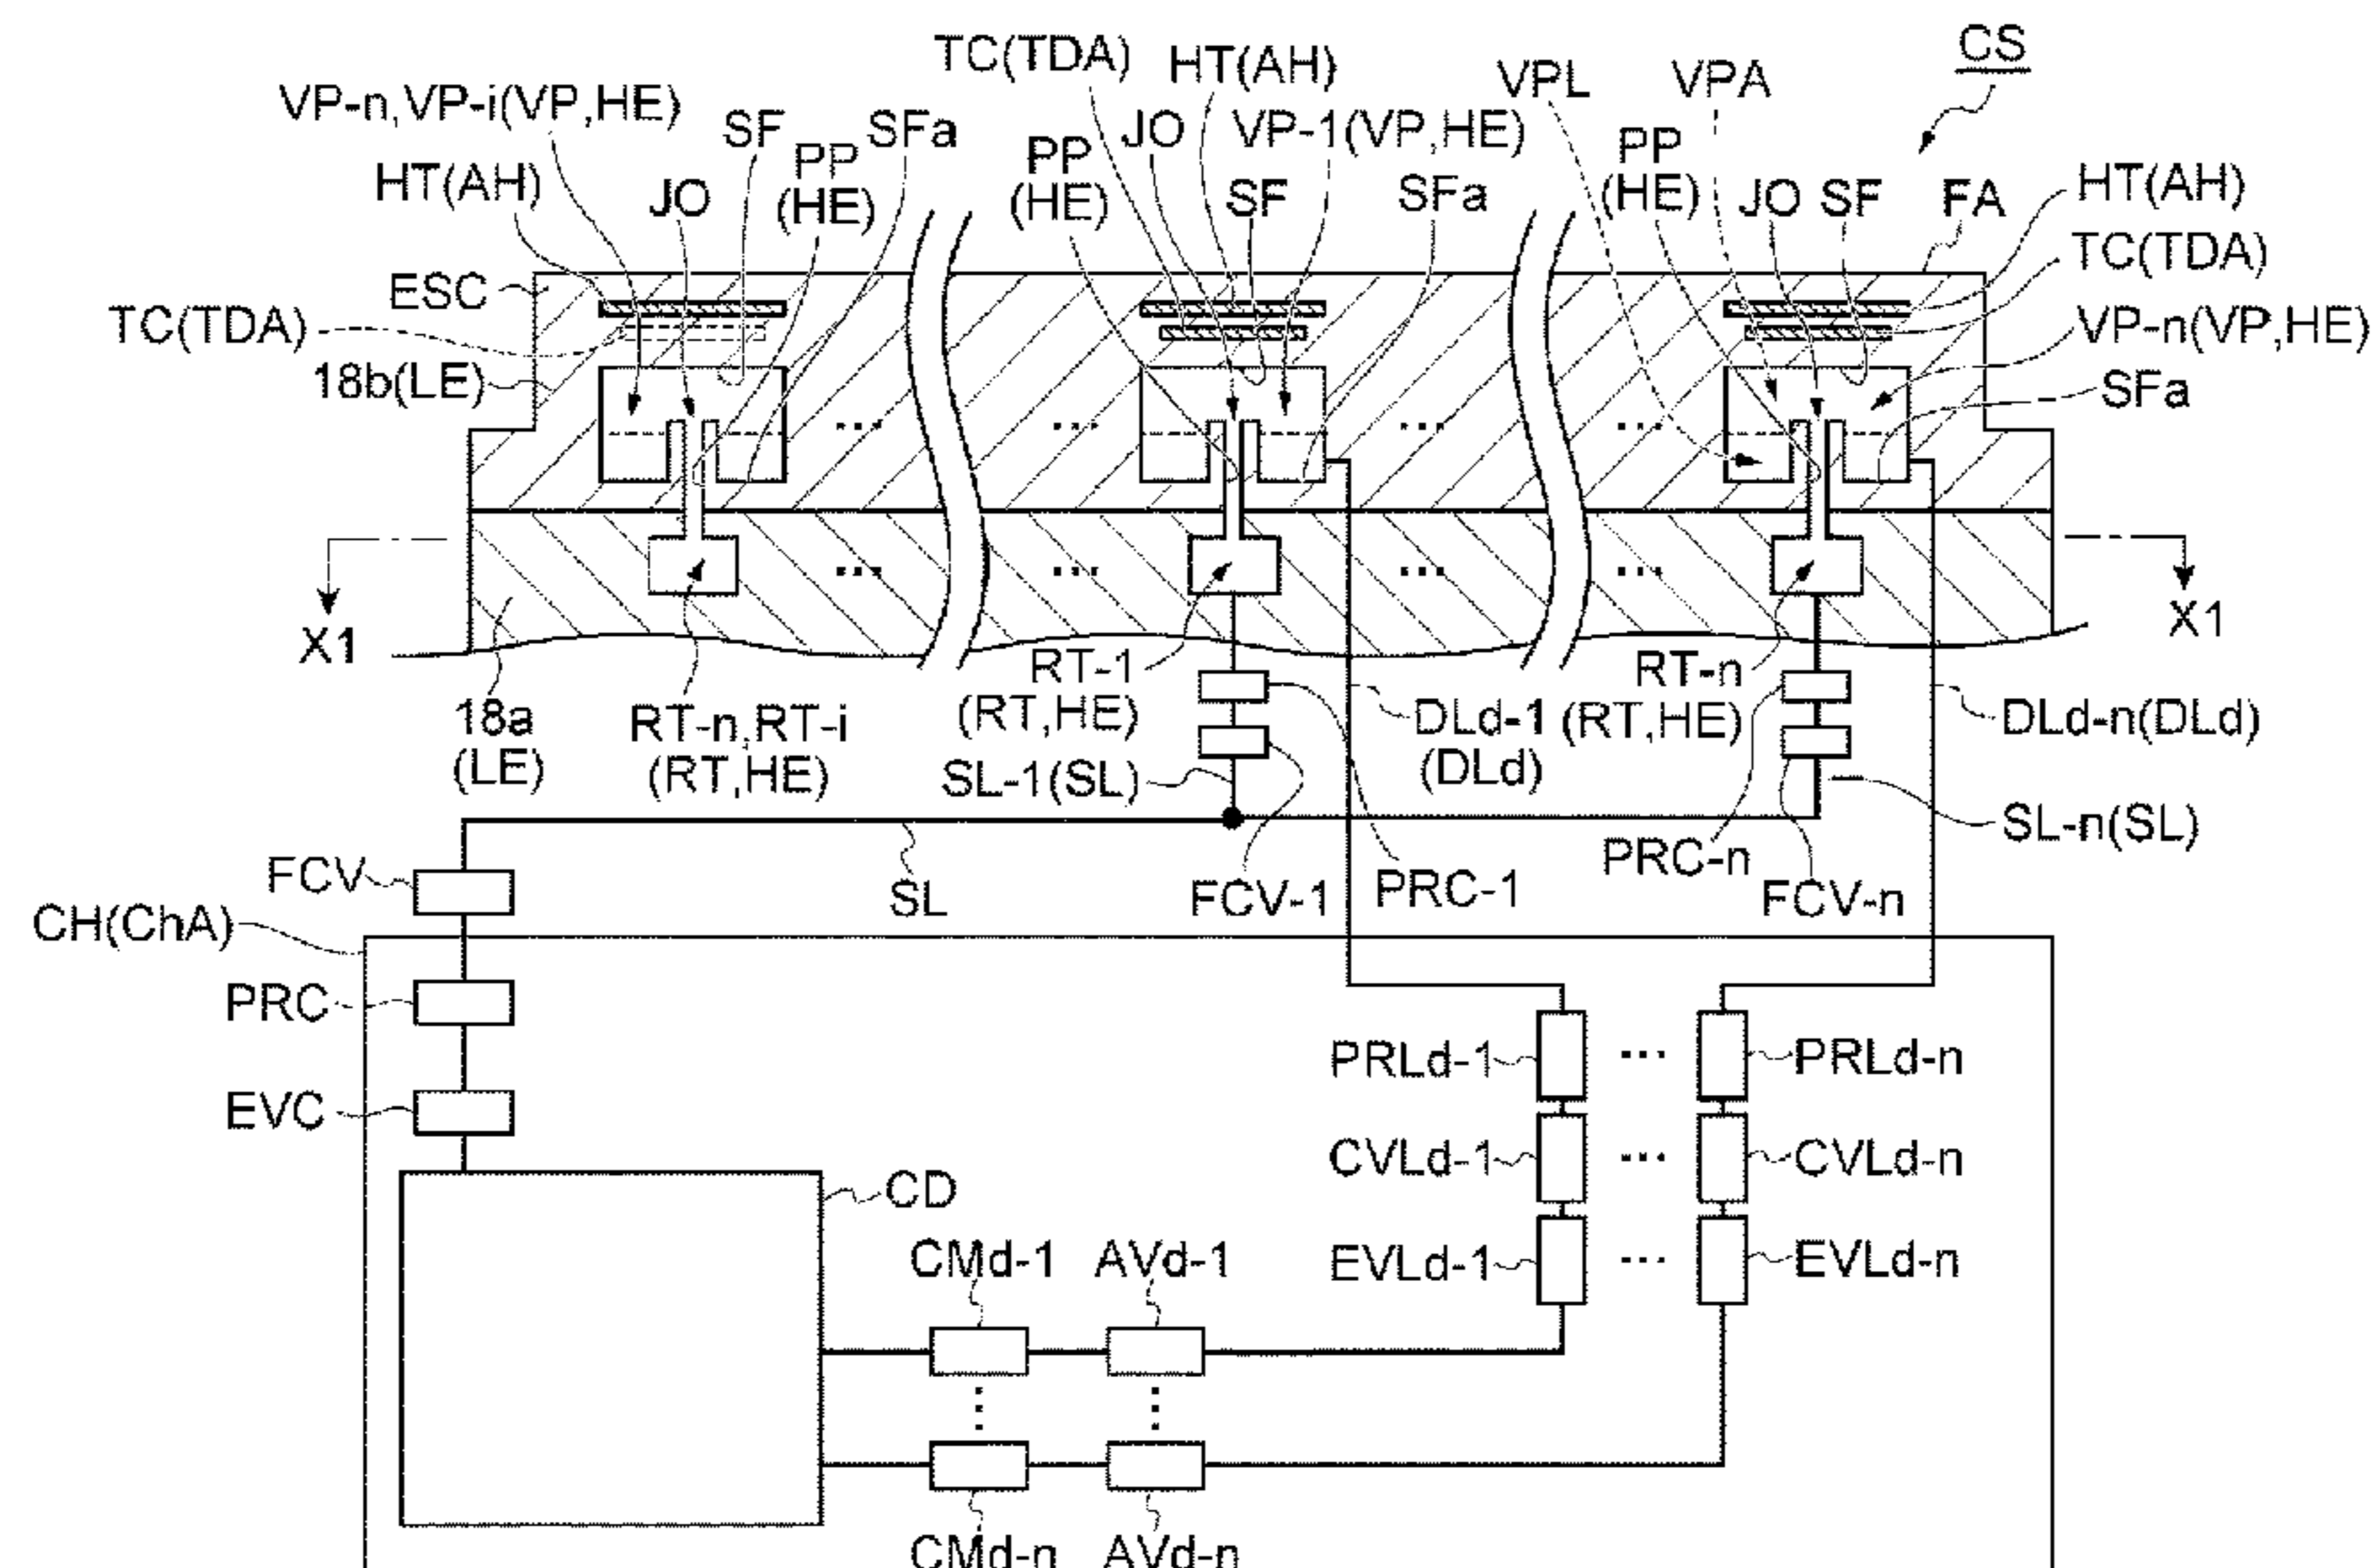 CS
TC(TDA)
HT(AH)
VPL
VPA
VP-n,VP-i(VP,HE)
SF
SFa
PP
(HE)
JO
VP-1(VP,HE)
PP
(HE)
PP
(HE)
HT(AH)
JO
SF
SFa
JO
SF
FA
HT(AH)
TC(TDA)
ESC
TC(TDA)
VP-n(VP,HE)
18b(LE)
SFa
... ... ... ...
... ... ... ...
X1
X1
18a
(LE)
RT-n,RT-i
(RT,HE)
RT-1
(RT,HE)
DLd-1
(DLd)
RT-n
(RT,HE)
DLd-n(DLd)
SL-1(SL)
SL-n(SL)
FCV
SL
FCV-1
PRC-1
PRC-n
FCV-n
CH(ChA)
PRC
EVC
PRLd-1
...
PRLd-n
CVLd-1
...
CVLd-n
CD
EVLd-1
...
EVLd-n
CMd-1
AVd-1
CMd-n
AVd-n